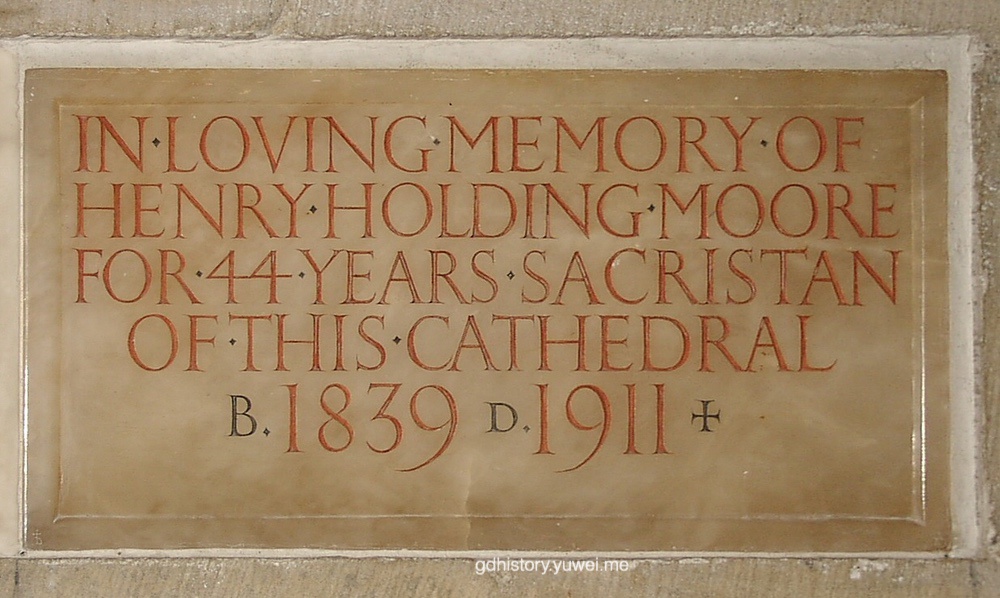 IN·LOVING·MEMORY·OF
HENRY·HOLDING·MOORE
FOR·44·YEARS·SACRISTAN
OF·THIS·CATHEDRAL
B.1839 D.1911 ✠
gdhistory.yuwei.me